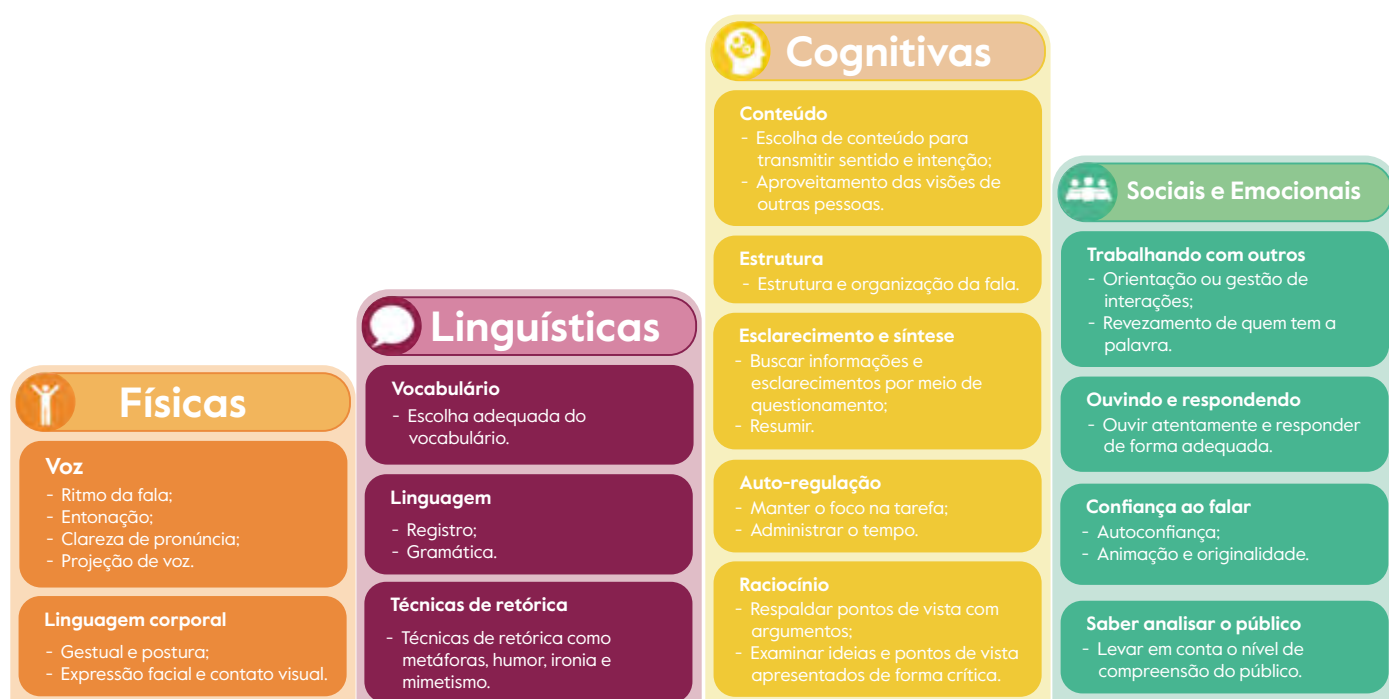 Físicas
Voz
- Ritmo da fala;
- Entonação;
- Clareza de pronúncia;
- Projeção de voz.
Linguagem corporal
- Gestual e postura;
- Expressão facial e contato visual.
Linguísticas
Vocabulário
- Escolha adequada do
vocabulário.
Linguagem
- Registro;
- Gramática.
Técnicas de retórica
- Técnicas de retórica como
metáforas, humor, ironia e
mimetismo.
Cognitivas
Conteúdo
- Escolha de conteúdo para
transmitir sentido e intenção;
- Aproveitamento das visões de
outras pessoas.
Estrutura
- Estrutura e organização da fala.
Esclarecimento e síntese
- Buscar informações e
esclarecimentos por meio de
questionamento;
- Resumir.
Auto-regulação
- Manter o foco na tarefa;
- Administrar o tempo.
Raciocínio
- Respaldar pontos de vista com
argumentos;
- Examinar ideias e pontos de vista
apresentados de forma crítica.
Sociais e Emocionais
Trabalhando com outros
- Orientação ou gestão de
interações;
- Revezamento de quem tem a
palavra.
Ouvindo e respondendo
- Ouvir atentamente e responder
de forma adequada.
Confiança ao falar
- Autoconfiança;
- Animação e originalidade.
Saber analisar o público
- Levar em conta o nível de
compreensão do público.